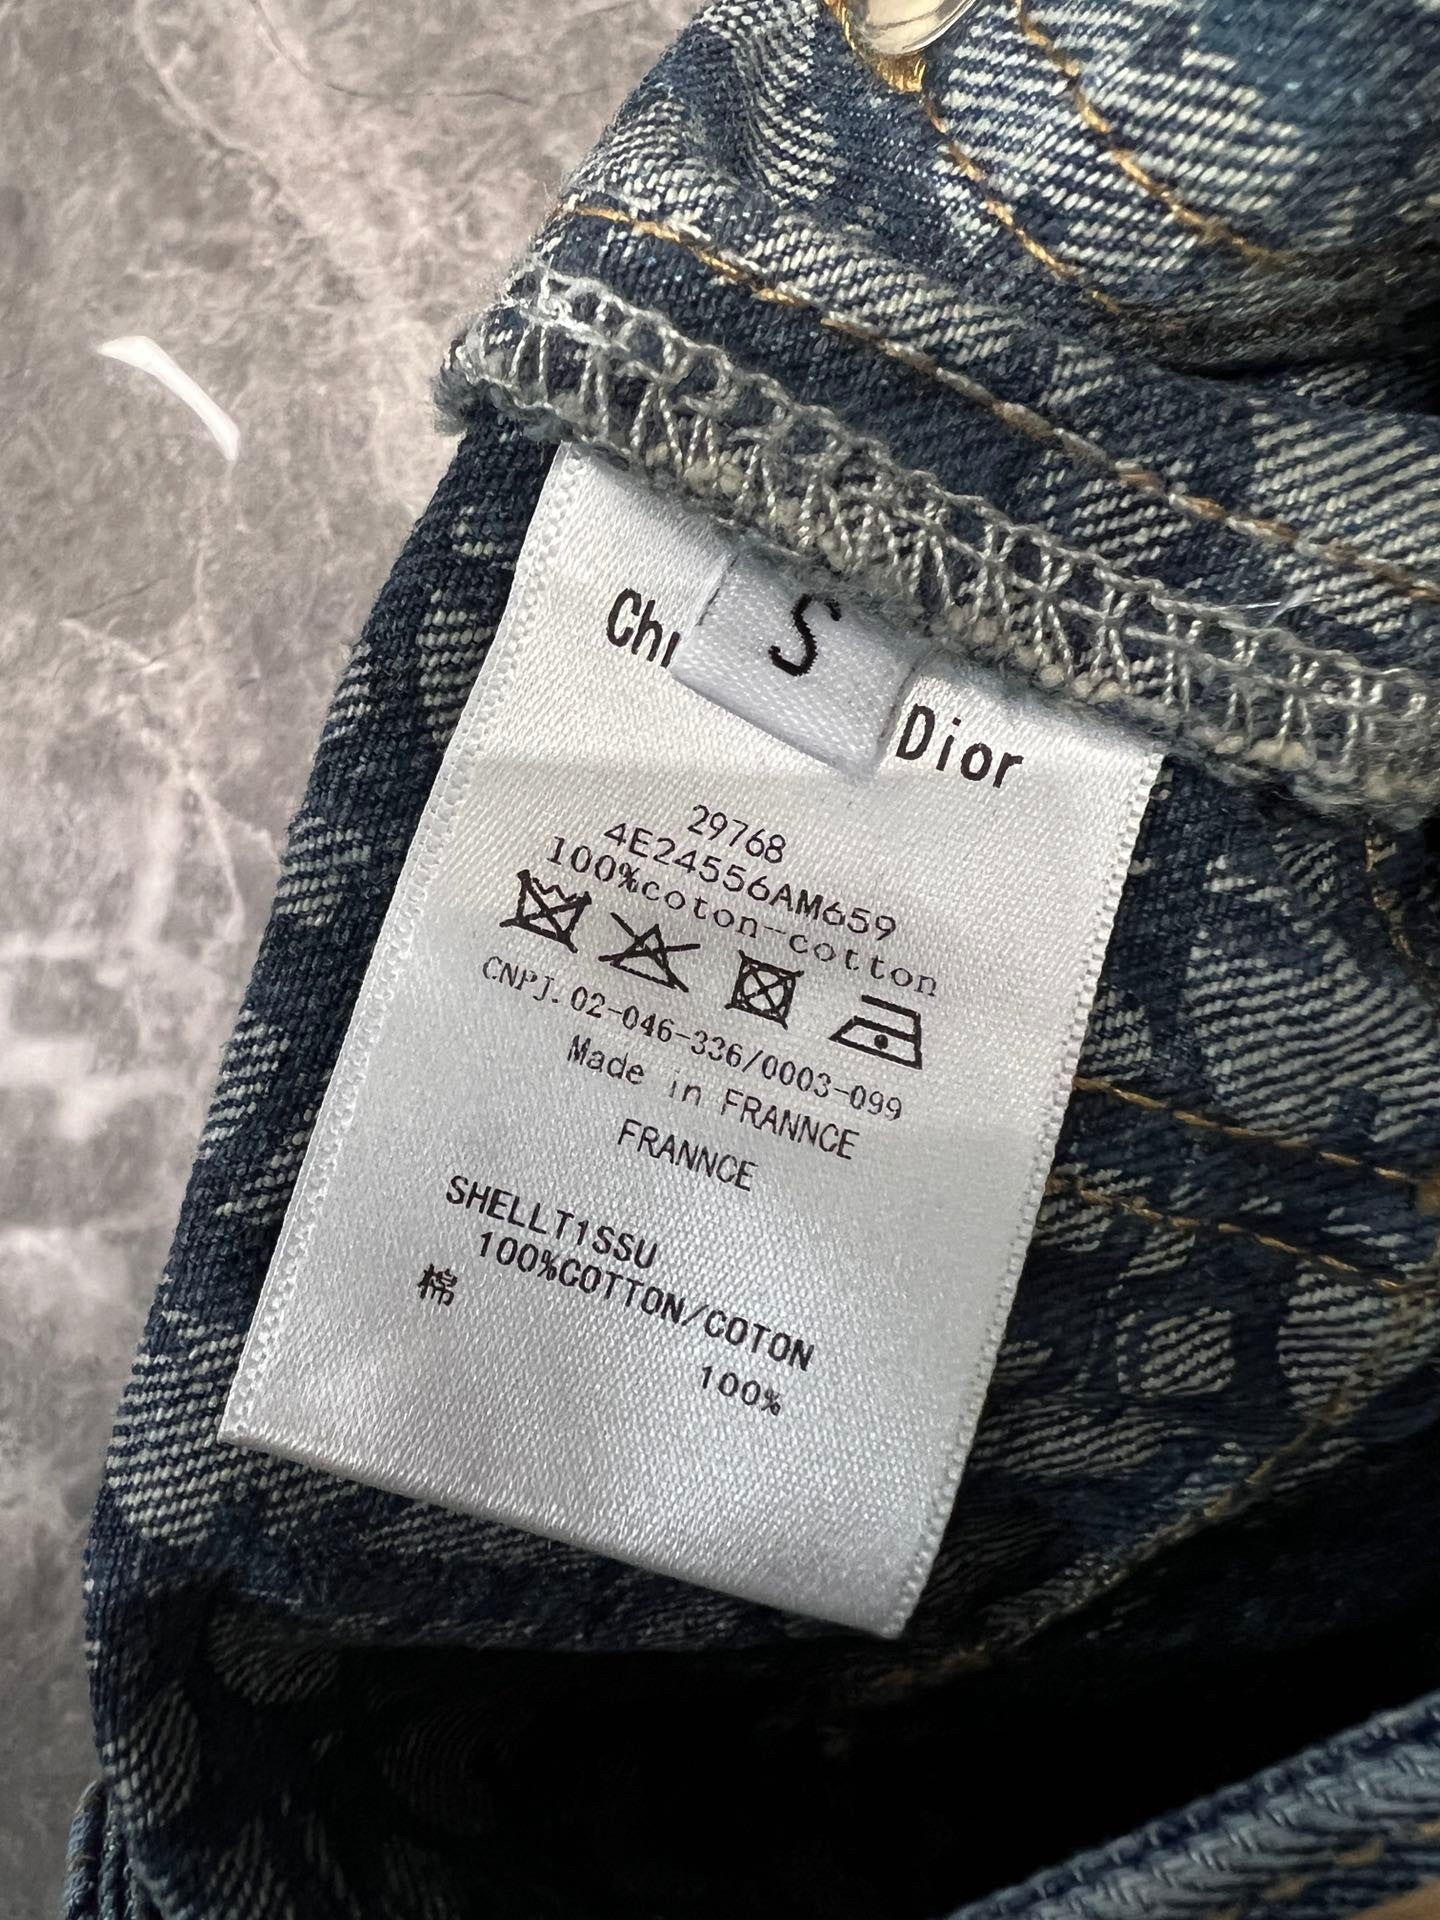 Chr
S
Dior
29768
4E24556AM659
100%coton-cotton
CNPJ.02-046-336/0003-099
Made in FRANNCE
FRANNCE
SHELLT1SSU
100%COTTON/COTON
棉 100%